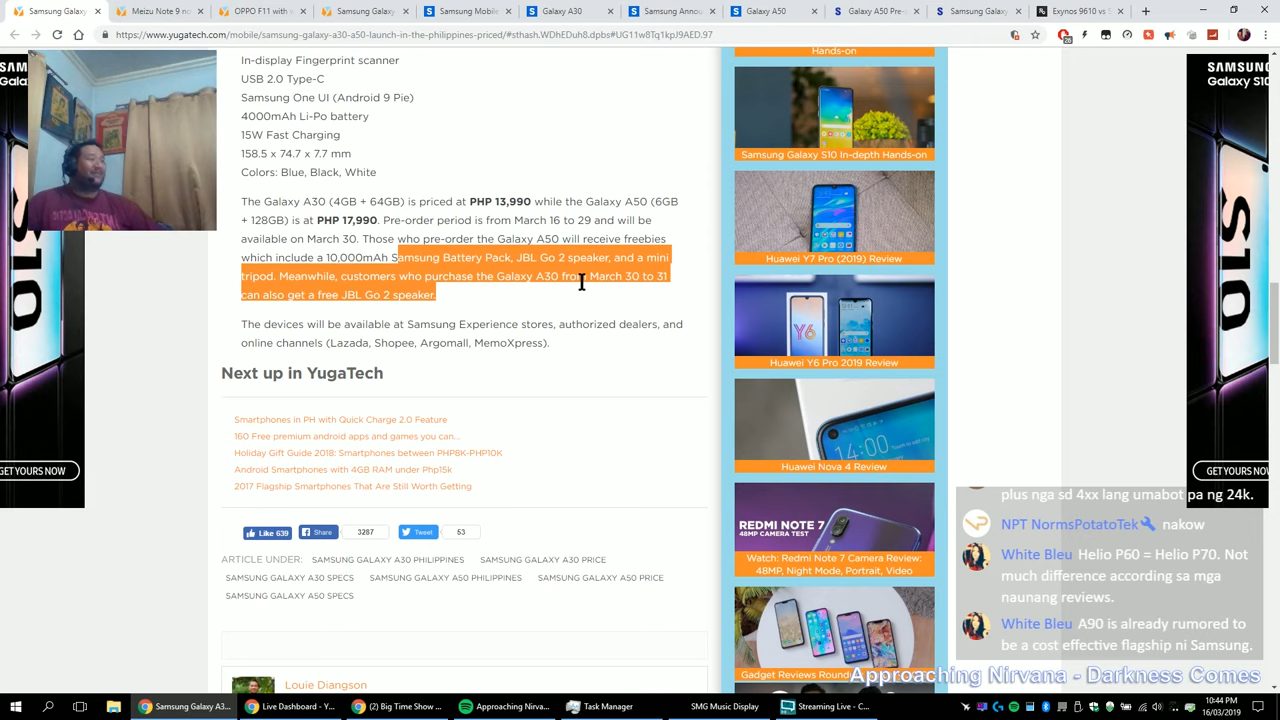 Samsung Galaxy
Meizu Note 9 nov
OPPO F11 with 4
Samsung Mobile
Galaxy A30
Samsung Annou
Galaxy A50
Galaxy A50 Pre-o
Samsung Galaxy
Exynos 9610 vs S
https://www.yugatech.com/mobile/samsung-galaxy-a30-a50-launch-in-the-philippines-priced/#sthash.WDhEDuh8.dpbs#UG11w8Tq1kpJ9AED.97
26
In-display Fingerprint scanner
USB 2.0 Type-C
Samsung One UI (Android 9 Pie)
4000mAh Li-Po battery
15W Fast Charging
158.5 x 74.7 x 7.7 mm
Colors: Blue, Black, White
The Galaxy A30 (4GB + 64GB) is priced at PHP 13,990 while the Galaxy A50 (6GB
+ 128GB) is at PHP 17,990. Pre-order period is from March 16 to 29 and will be
available on March 30. Those who pre-order the Galaxy A50 will receive freebies
which include a 10,000mAh Samsung Battery Pack, JBL Go 2 speaker, and a mini
tripod. Meanwhile, customers who purchase the Galaxy A30 from March 30 to 31
can also get a free JBL Go 2 speaker.
The devices will be available at Samsung Experience stores, authorized dealers, and
online channels (Lazada, Shopee, Argomall, MemoXpress).
Next up in YugaTech
Smartphones in PH with Quick Charge 2.0 Feature
160 Free premium android apps and games you can...
Holiday Gift Guide 2018: Smartphones between PHP8K-PHP10K
Android Smartphones with 4GB RAM under Php15k
2017 Flagship Smartphones That Are Still Worth Getting
Like 639
Share
3287
Tweet
53
ARTICLE UNDER: SAMSUNG GALAXY A30 PHILIPPINES SAMSUNG GALAXY A30 PRICE
SAMSUNG GALAXY A30 SPECS SAMSUNG GALAXY A50 PHILIPPINES SAMSUNG GALAXY A50 PRICE
SAMSUNG GALAXY A50 SPECS
Louie Diangson
Hands-on
Samsung Galaxy S10 In-depth Hands-on
Huawei Y7 Pro (2019) Review
Y6
Huawei Y6 Pro 2019 Review
14:00
Huawei Nova 4 Review
REDMI NOTE 7
48MP CAMERA TEST
Watch: Redmi Note 7 Camera Review:
48MP, Night Mode, Portrait, Video
Gadget Reviews Round
SAMSU
Galaxy
S10
GET YOURS NOW
SAMSUNG
Galaxy S10
S10
GET YOURS NOW
plus nga sd 4xx lang umabot pa ng 24k.
NPT NormsPotatoTek nakow
White Bleu Helio P60 = Helio P70. Not
much difference according sa mga
naunang reviews.
White Bleu A90 is already rumored to
be a cost effective flagship ni Samsung.
Approaching Nirvana - Darkness Comes
Samsung Galaxy A3...
Live Dashboard - Y...
(2) Big Time Show ...
Approaching Nirva...
Task Manager
SMG Music Display
Streaming Live - C...
10:44 PM
16/03/2019